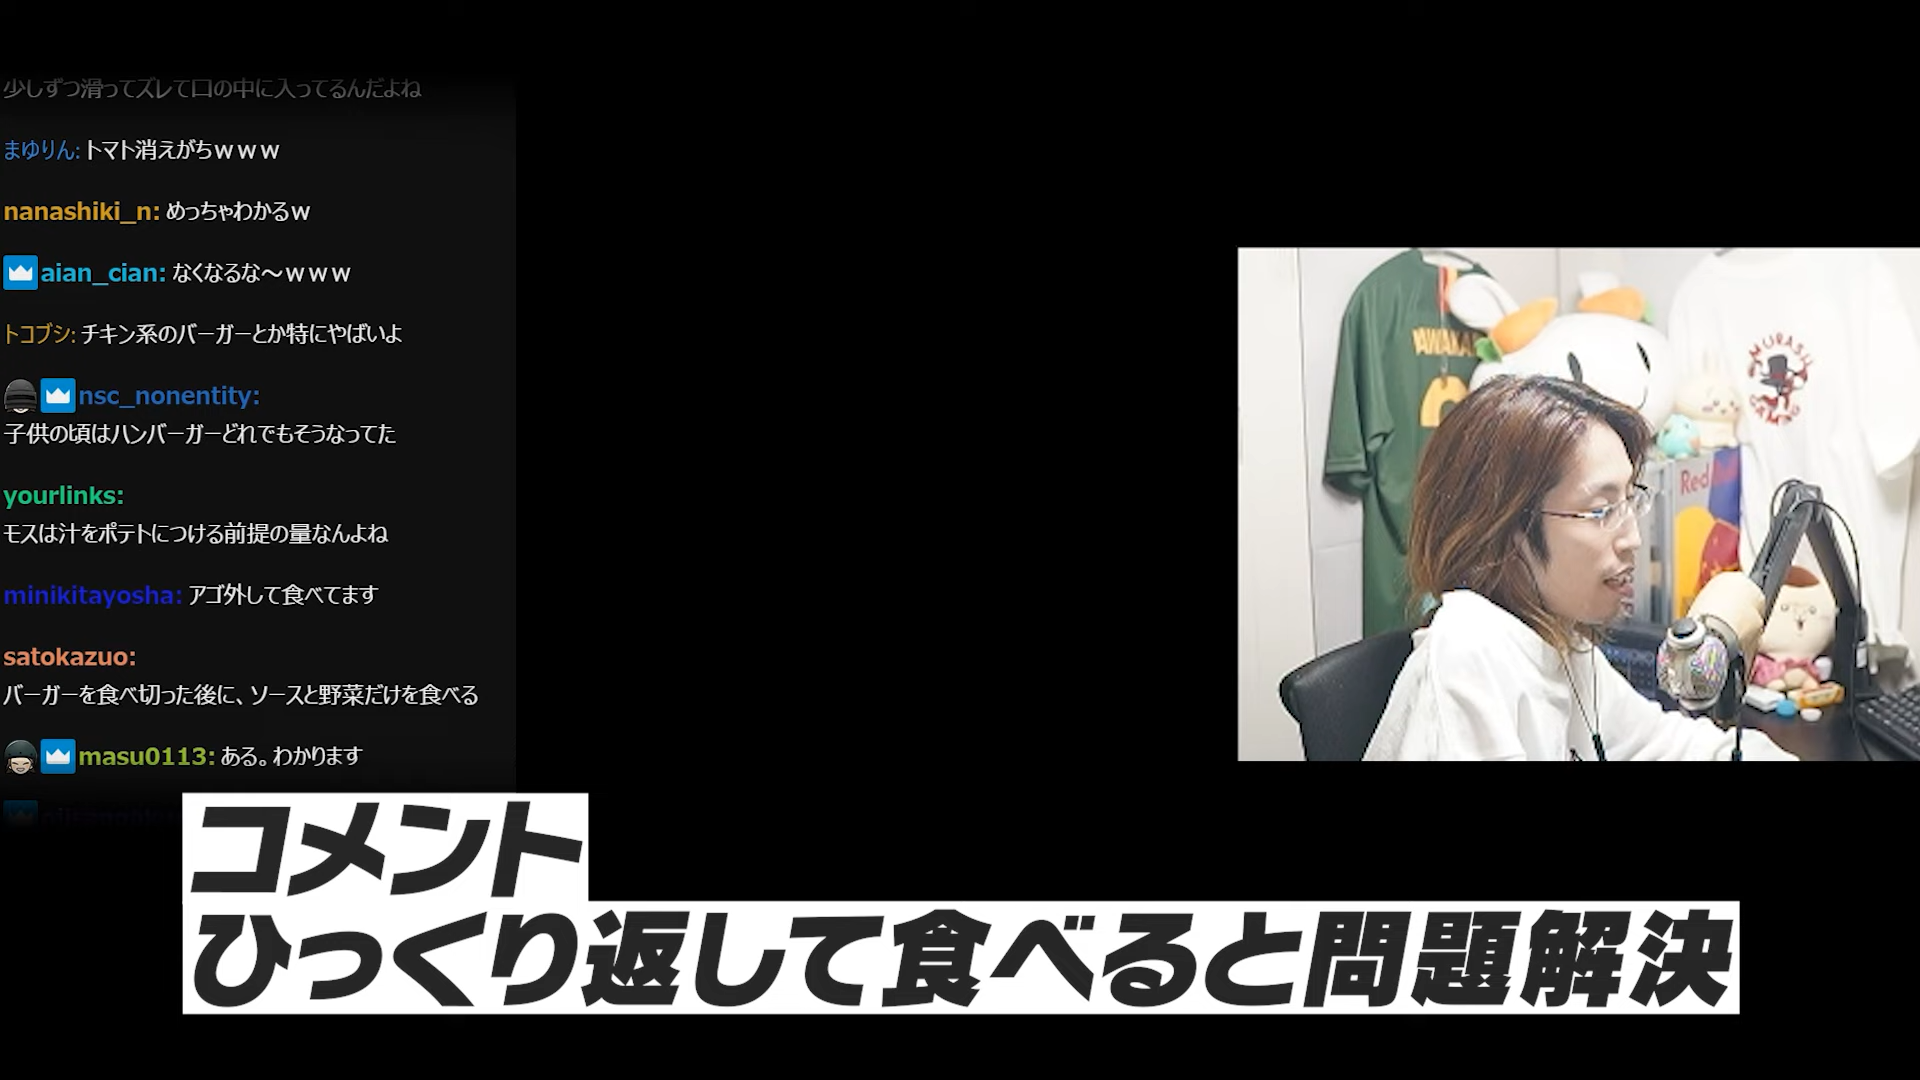 少しずつ滑ってズレて口の中に入ってるんだよね
まゆりん: トマト消えがちｗｗｗ
nanashiki_n: めっちゃわかるｗ
aian_cian: なくなるな～ｗｗｗ
トコブシ: チキン系のバーガーとか特にやばいよ
nsc_nonentity:
子供の頃はハンバーガーどれでもそうなってた
yourlinks:
モスは汁をポテトにつける前提の量なんよね
minikitayosha: アゴ外して食べてます
satokazuo:
バーガーを食べ切った後に、ソースと野菜だけを食べる
masu0113: ある。わかります
コメント
ひっくり返して食べると問題解決
Red